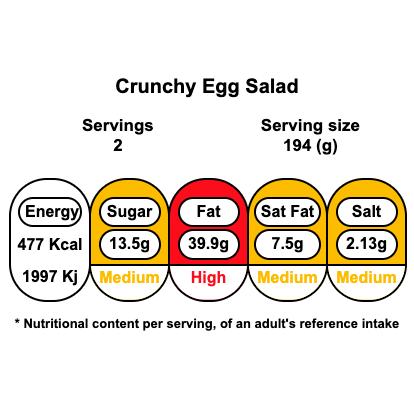 Crunchy Egg Salad
Servings
2
Serving size
194 (g)
Energy
477 Kcal
1997 Kj
Sugar
13.5g
Medium
Fat
39.9g
High
Sat Fat
7.5g
Medium
Salt
2.13g
Medium
* Nutritional content per serving, of an adult's reference intake